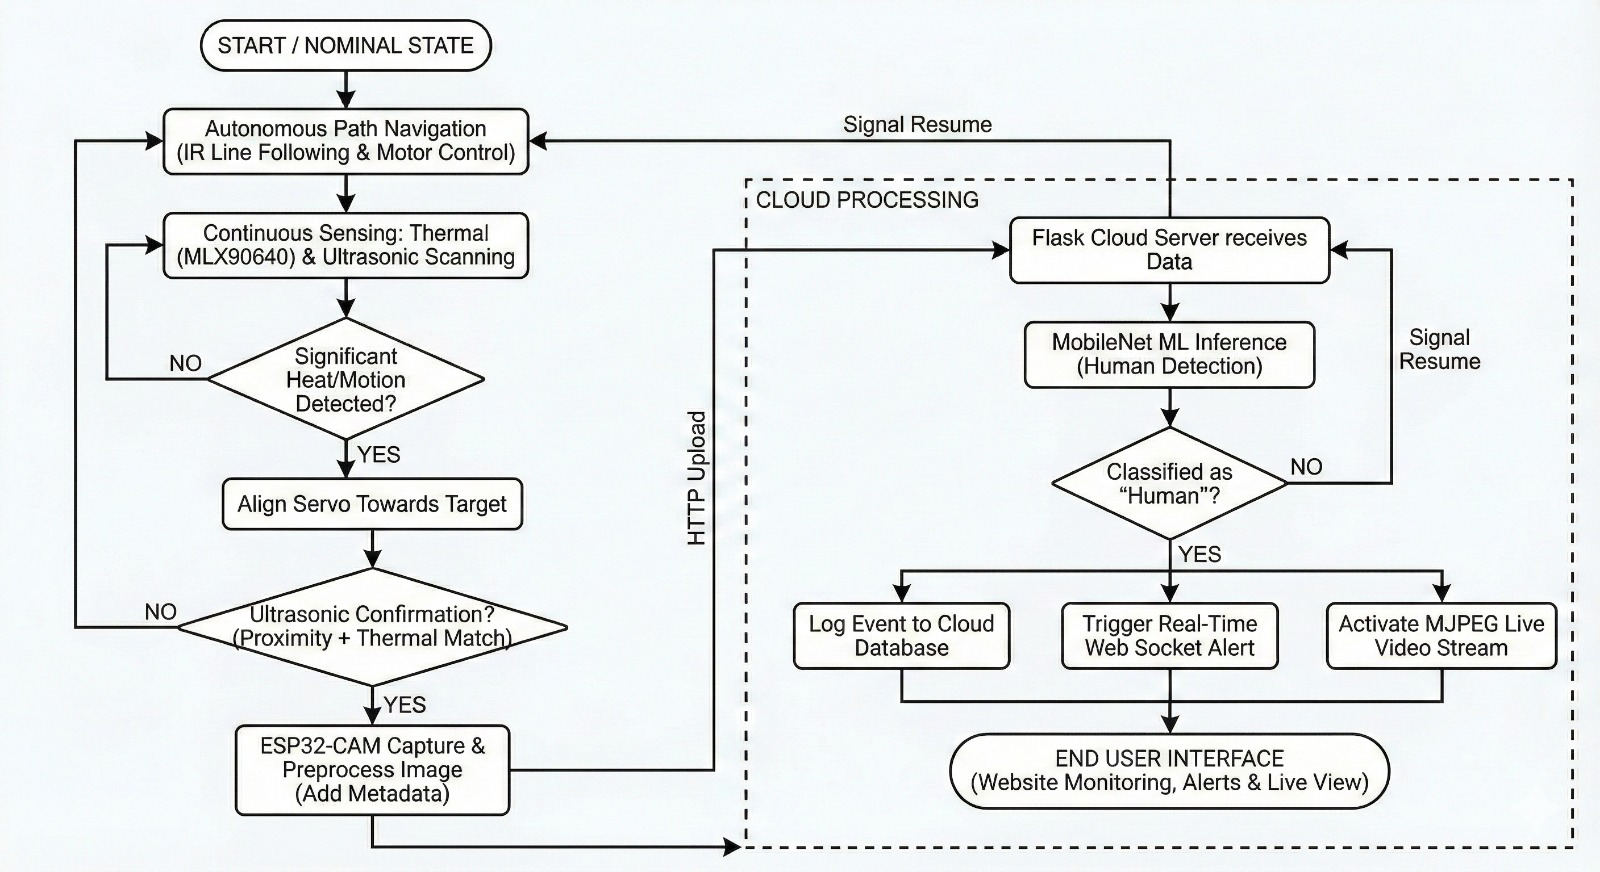 START / NOMINAL STATE
Autonomous Path Navigation
(IR Line Following & Motor Control)
Continuous Sensing: Thermal
(MLX90640) & Ultrasonic Scanning
Significant
Heat/Motion
Detected?
NO
YES
Align Servo Towards Target
Ultrasonic Confirmation?
(Proximity + Thermal Match)
NO
YES
ESP32-CAM Capture &
Preprocess Image
(Add Metadata)
HTTP Upload
Signal Resume
CLOUD PROCESSING
Flask Cloud Server receives
Data
MobileNet ML Inference
(Human Detection)
Signal
Resume
Classified as
“Human”?
NO
YES
Log Event to Cloud
Database
Trigger Real-Time
Web Socket Alert
Activate MJPEG Live
Video Stream
END USER INTERFACE
(Website Monitoring, Alerts & Live View)